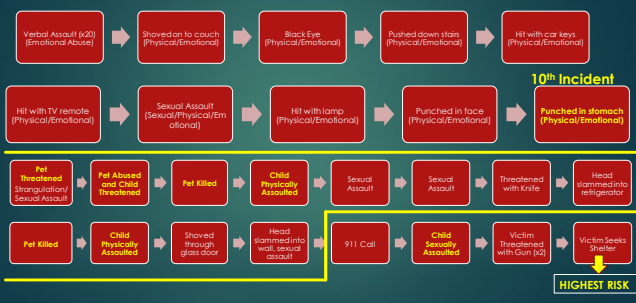 Verbal Assault (x20)
(Emotional Abuse)
Shoved on to couch
(Physical/Emotional)
Black Eye
(Physical/Emotional)
Pushed down stairs
(Physical/Emotional)
Hit with car keys
(Physical/Emotional)
10th Incident
Hit with TV remote
(Physical/Emotional)
Sexual Assault
(Sexual/Physical/Em
otional)
Hit with lamp
(Physical/Emotional)
Punched in face
(Physical/Emotional)
Punched in stomach
(Physical/Emotional)
Pet
Threatened
Strangulation/
Sexual Assault
Pet Abused
and Child
Threatened
Pet Killed
Child
Physically
Assaulted
Sexual
Assault
Sexual
Assault
Threatened
with Knife
Head
slammed into
refrigerator
Pet Killed
Child
Physically
Assaulted
Shoved
through
glass door
Head
slammed into
wall, sexual
assault
911 Call
Child
Sexually
Assaulted
Victim
Threatened
with Gun (x2)
Victim Seeks
Shelter
HIGHEST RISK